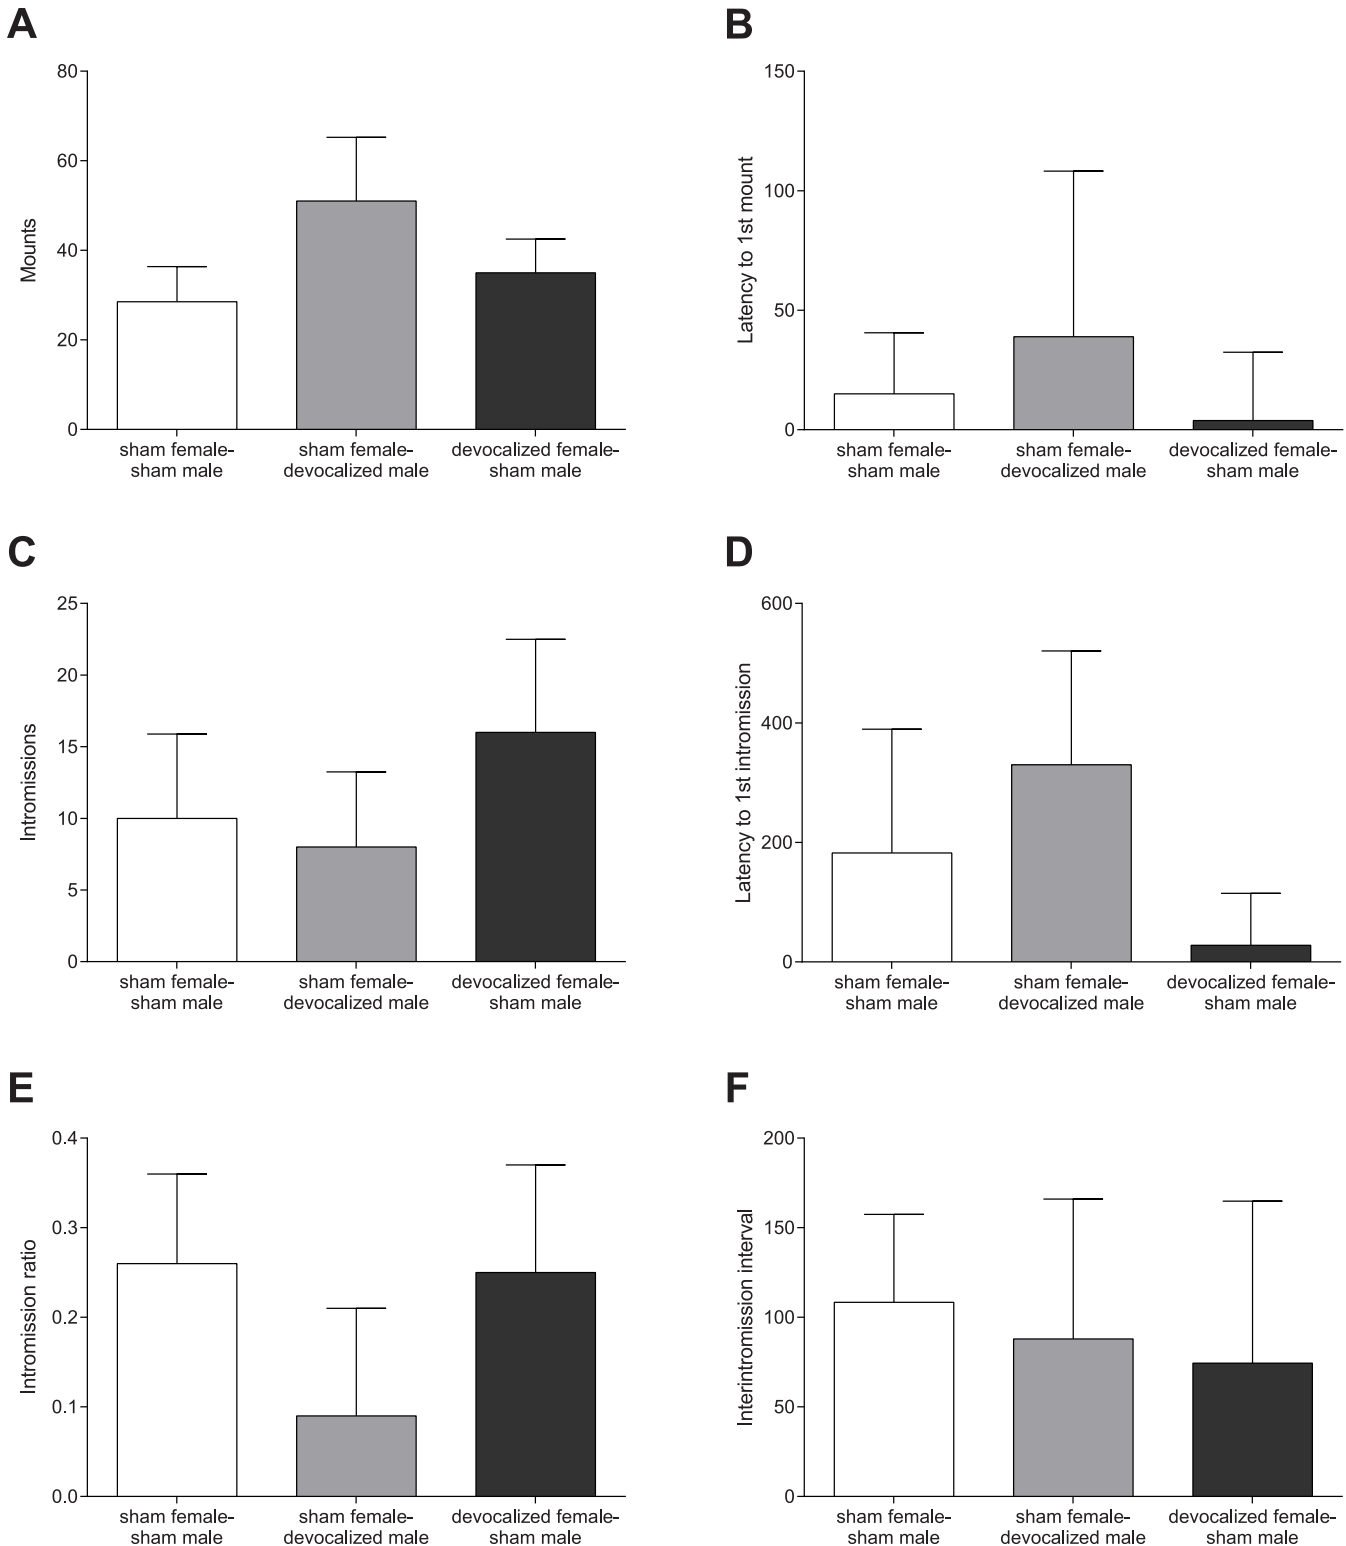 A
Mounts
80
60
40
20
0
sham female-
sham male
sham female-
devocalized male
devocalized female-
sham male
B
Latency to 1st mount
150
100
50
0
sham female-
sham male
sham female-
devocalized male
devocalized female-
sham male
C
Intromissions
25
20
15
10
5
0
sham female-
sham male
sham female-
devocalized male
devocalized female-
sham male
D
Latency to 1st intromission
600
400
200
0
sham female-
sham male
sham female-
devocalized male
devocalized female-
sham male
E
Intromission ratio
0.4
0.3
0.2
0.1
0.0
sham female-
sham male
sham female-
devocalized male
devocalized female-
sham male
F
Interintromission interval
200
150
100
50
0
sham female-
sham male
sham female-
devocalized male
devocalized female-
sham male